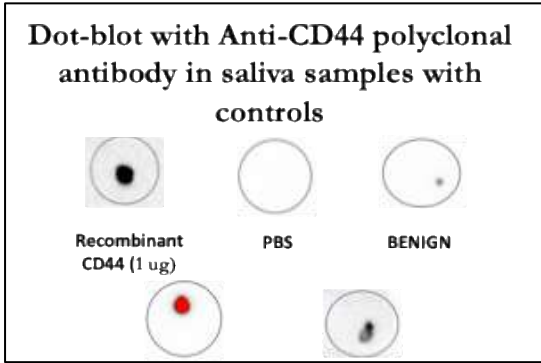 Dot-blot with Anti-CD44 polyclonal
antibody in saliva samples with
controls
Recombinant PBS BENIGN
CD44 (1 ug)